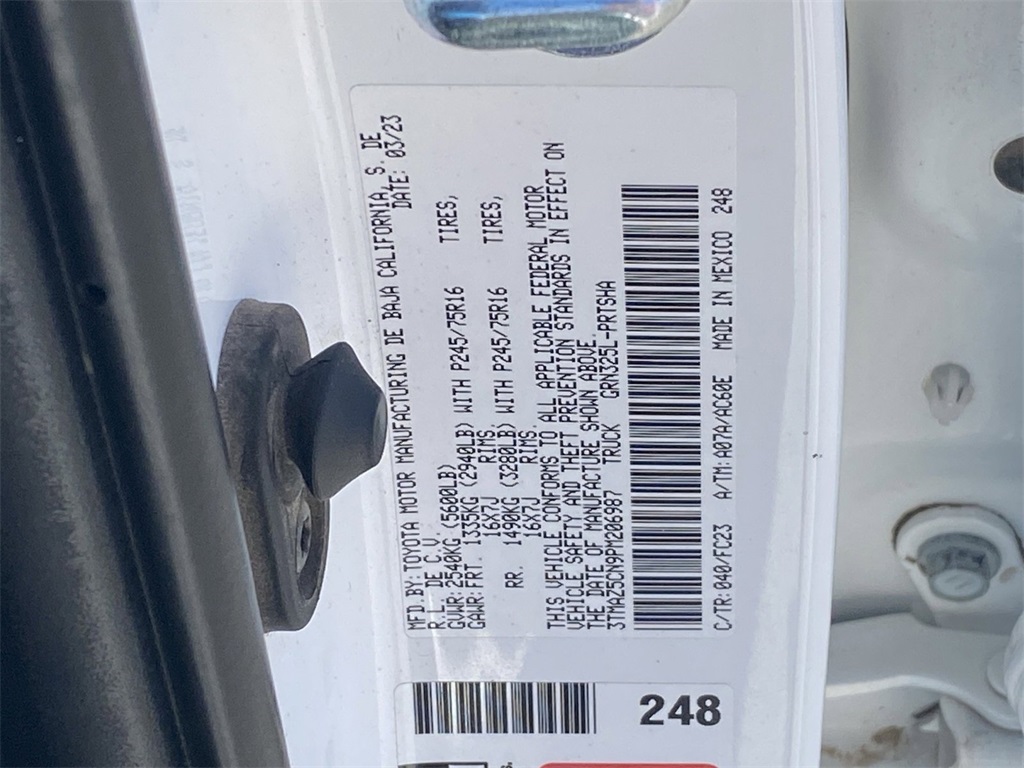 MFD.BY:TOYOTA MOTOR MANUFACTURING DE BAJA CALIFORNIA, S. DE
R.L. DE C.V. DATE: 03/23
GVWR:2540KG (5600LB)
GAWR:FRT. 1335KG (2940LB) WITH P245/75R16 TIRES,
16X7J RIMS.
RR. 1490KG (3280LB) WITH P245/75R16 TIRES,
16X7J RIMS.
THIS VEHICLE CONFORMS TO ALL APPLICABLE FEDERAL MOTOR
VEHICLE SAFETY AND THEFT PREVENTION STANDARDS IN EFFECT ON
THE DATE OF MANUFACTURE SHOWN ABOVE.
3TMAZ5CN9PM206987 TRUCK GRN325L-PRTSHA
C/TR:040/FC23 A/TM:A07A/AC60E MADE IN MEXICO 248
248